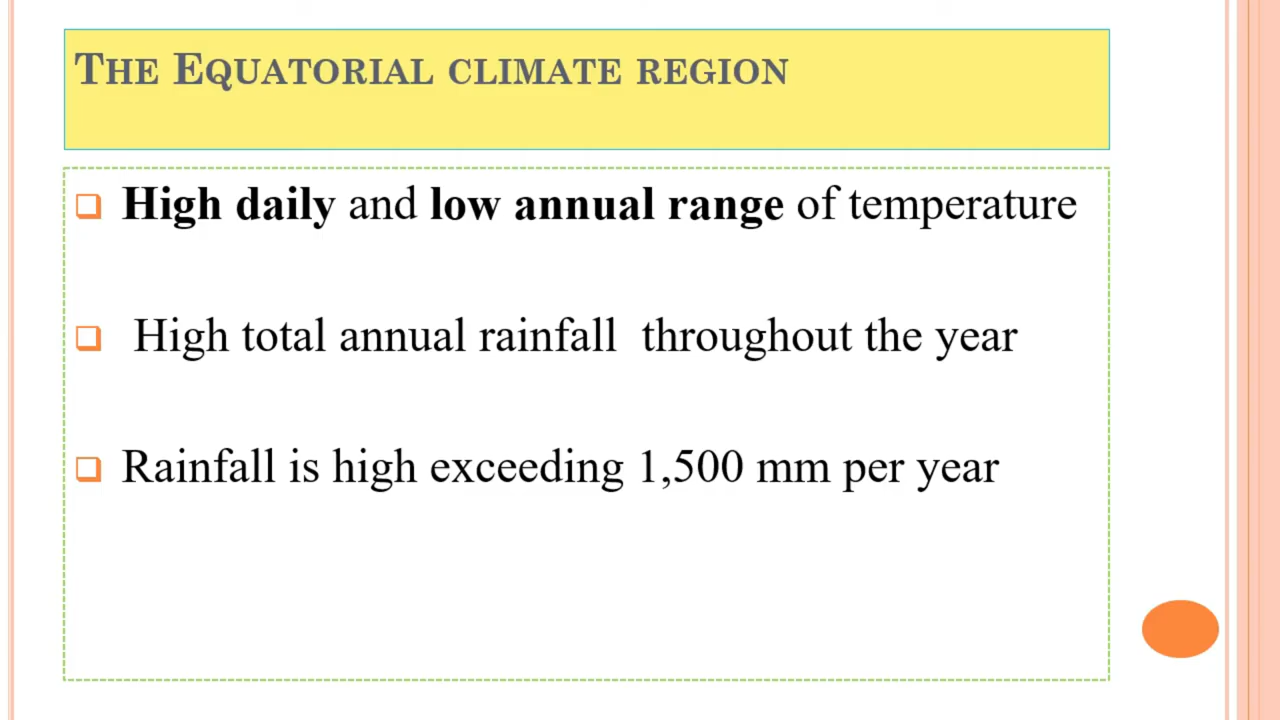 The Equatorial climate region
High daily and low annual range of temperature
High total annual rainfall throughout the year
Rainfall is high exceeding 1,500 mm per year